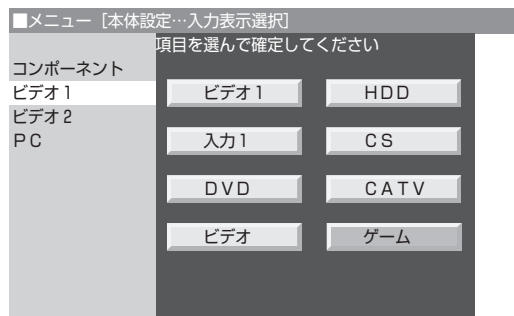 ■メニュー [本体設定…入力表示選択]
項目を選んで確定してください
コンポーネント
ビデオ1
ビデオ2
PC
ビデオ1 HDD
入力1 CS
DVD CATV
ビデオ ゲーム